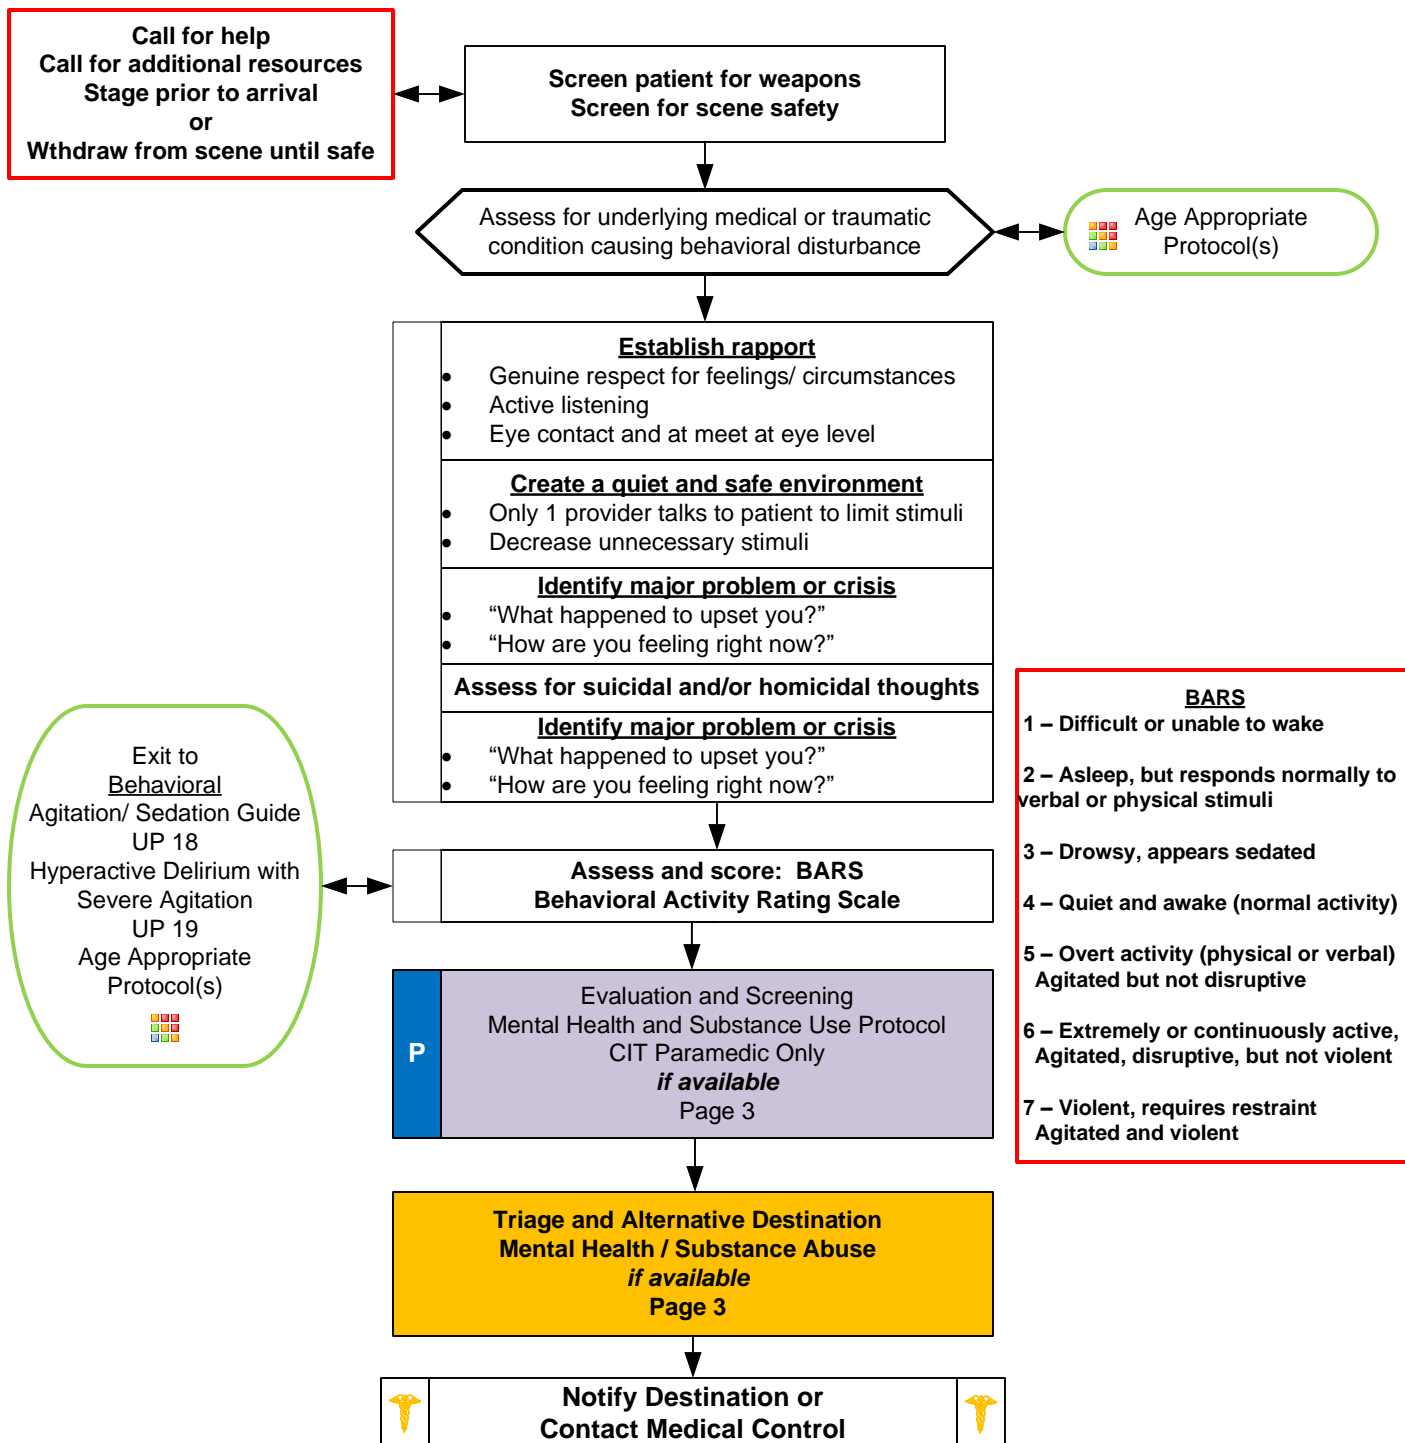 Call for help
Call for additional resources
Stage prior to arrival
or
Wthdraw from scene until safe
Screen patient for weapons
Screen for scene safety
Assess for underlying medical or traumatic
condition causing behavioral disturbance
Age Appropriate
Protocol(s)
Establish rapport
• Genuine respect for feelings/ circumstances
• Active listening
• Eye contact and at meet at eye level
Create a quiet and safe environment
• Only 1 provider talks to patient to limit stimuli
• Decrease unnecessary stimuli
Identify major problem or crisis
• “What happened to upset you?”
• “How are you feeling right now?”
Assess for suicidal and/or homicidal thoughts
Identify major problem or crisis
• “What happened to upset you?”
• “How are you feeling right now?”
Exit to
Behavioral
Agitation/ Sedation Guide
UP 18
Hyperactive Delirium with
Severe Agitation
UP 19
Age Appropriate
Protocol(s)
Assess and score:  BARS
Behavioral Activity Rating Scale
BARS
1 – Difficult or unable to wake
2 – Asleep, but responds normally to
verbal or physical stimuli
3 – Drowsy, appears sedated
4 – Quiet and awake (normal activity)
5 – Overt activity (physical or verbal)
Agitated but not disruptive
6 – Extremely or continuously active,
Agitated, disruptive, but not violent
7 – Violent, requires restraint
Agitated and violent
P
Evaluation and Screening
Mental Health and Substance Use Protocol
CIT Paramedic Only
if available
Page 3
Triage and Alternative Destination
Mental Health / Substance Abuse
if available
Page 3
Notify Destination or
Contact Medical Control